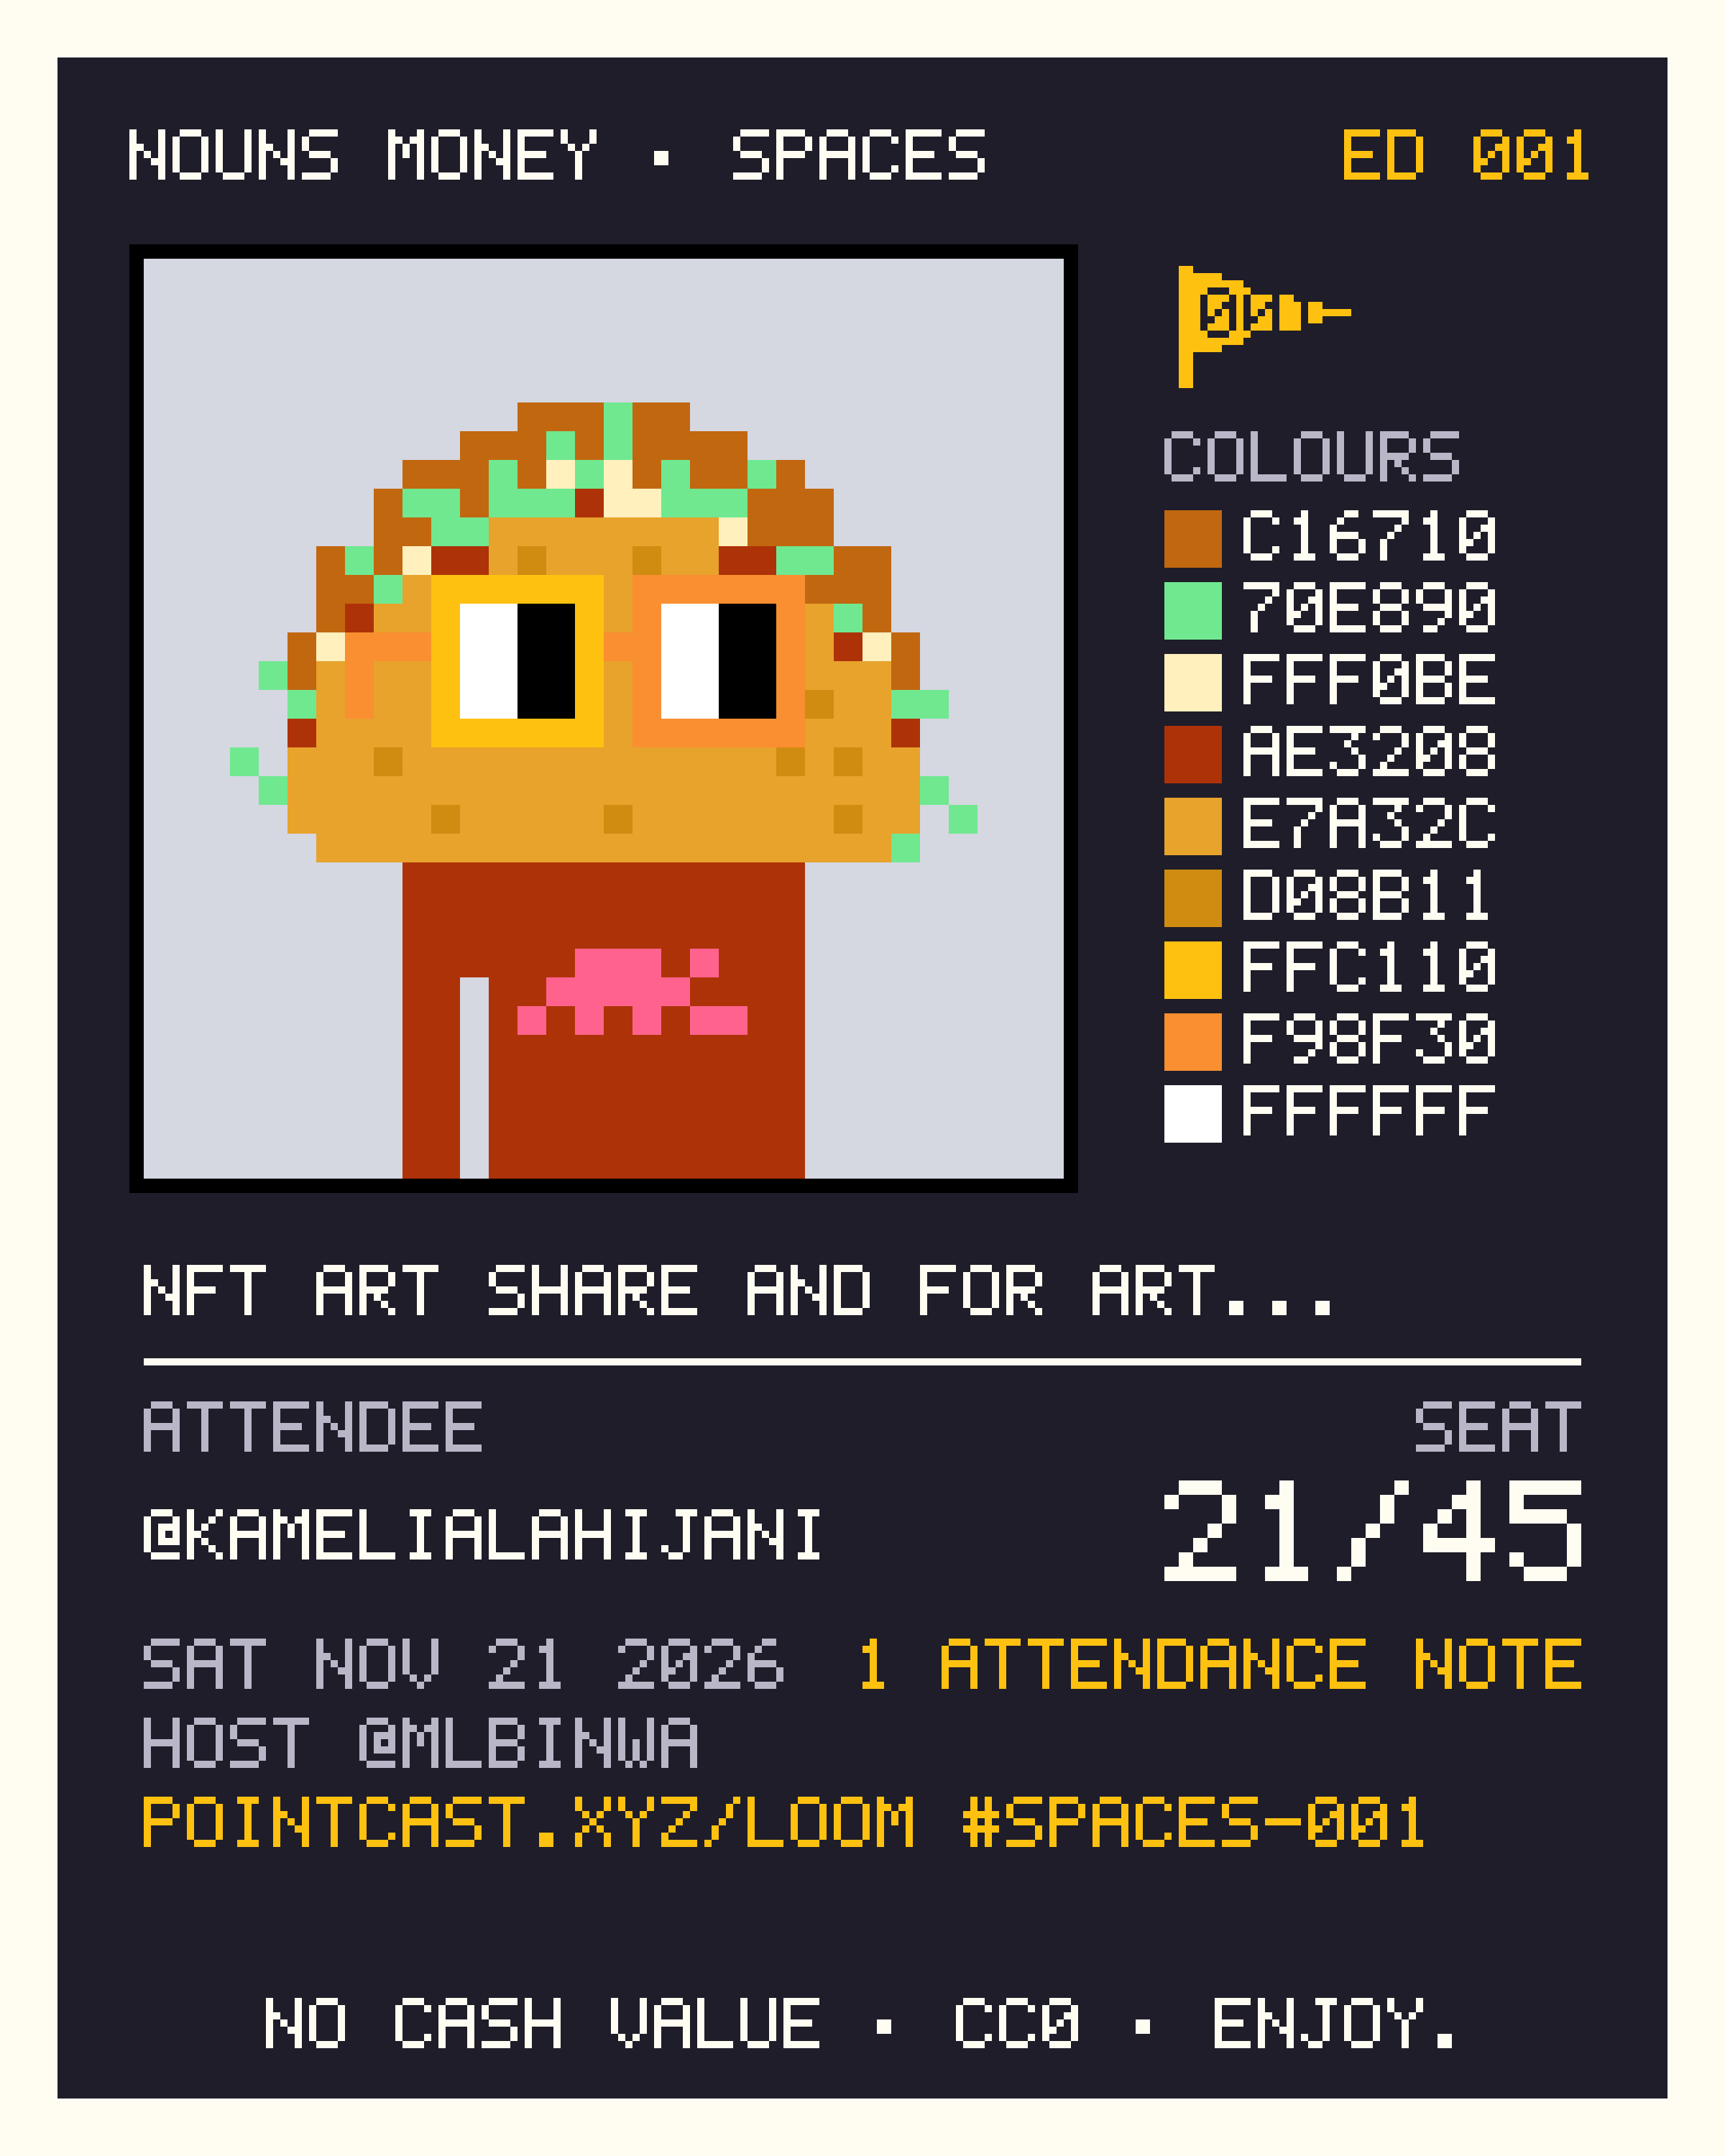 NOUNS MONEY · SPACES
ED 001
00
COLOURS
C16710
70E890
FFF0BE
AE3208
E7A32C
D08B11
FFC110
F98F30
FFFFFF
NFT ART SHARE AND FOR ART...
ATTENDEE
SEAT
@KAMELIALAHIJANI
21/45
SAT NOV 21 2026
1 ATTENDANCE NOTE
HOST @MLBINWA
POINTCAST.XYZ/LOOM #SPACES-001
NO CASH VALUE · CC0 · ENJOY.